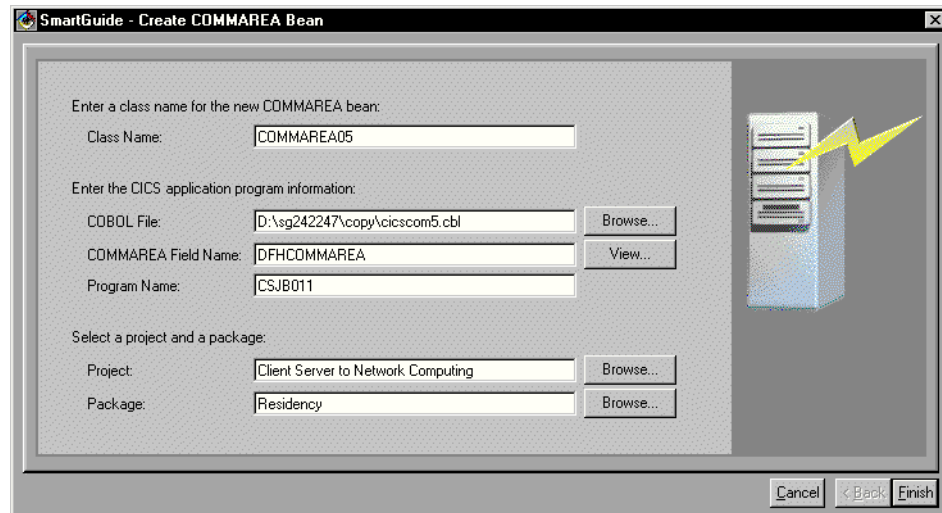 SmartGuide - Create COMMAREA Bean
Enter a class name for the new COMMAREA bean:
Class Name: COMMAREA05
Enter the CICS application program information:
COBOL File: D:\sg242247\copy\cicscom5.cbl Browse...
COMMAREA Field Name: DFHCOMMAREA View...
Program Name: CSJB011
Select a project and a package:
Project: Client Server to Network Computing Browse...
Package: Residency Browse...
Cancel < Back Finish